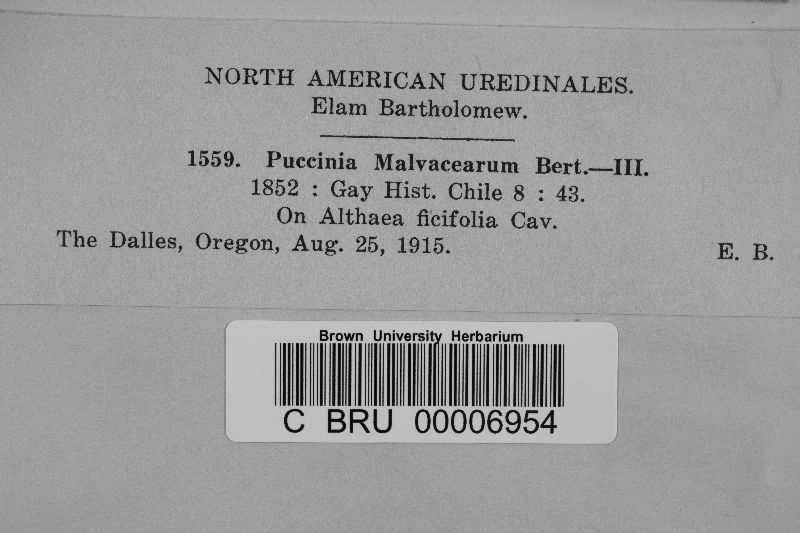 NORTH AMERICAN UREDINALES.
Elam Bartholomew.
1559. Puccinia Malvacearum Bert.—III.
1852 : Gay Hist. Chile 8 : 43.
On Althaea ficifolia Cav.
The Dalles, Oregon, Aug. 25, 1915. E. B.
Brown University Herbarium
C BRU 00006954